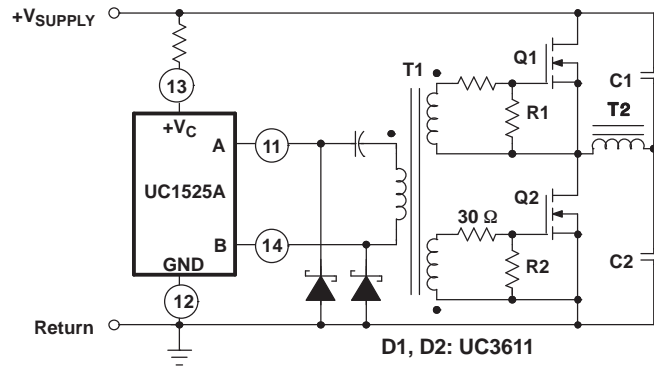 +VSUPPLY
13
+VC
A
11
UC1525A
B
14
GND
12
Return
T1
Q1
R1
C1
T2
Q2
30 Ω
R2
C2
D1, D2: UC3611